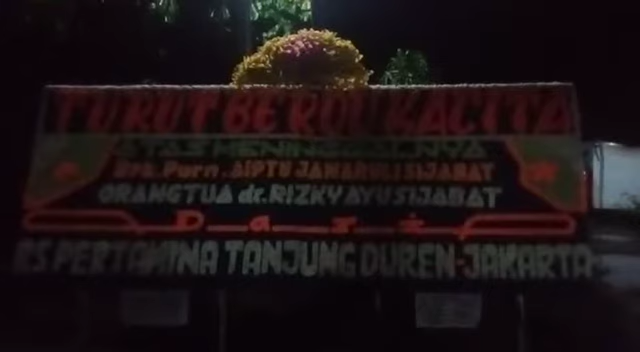 TURUT BERDUKACITA
ATAS MENINGGALNYA
Bpk. Purn. AIPTU JANARULI SIJABAT
ORANGTUA dr. RIZKY AYU SIJABAT
Dari
RS PERTAMINA TANJUNG DUREN-JAKARTA